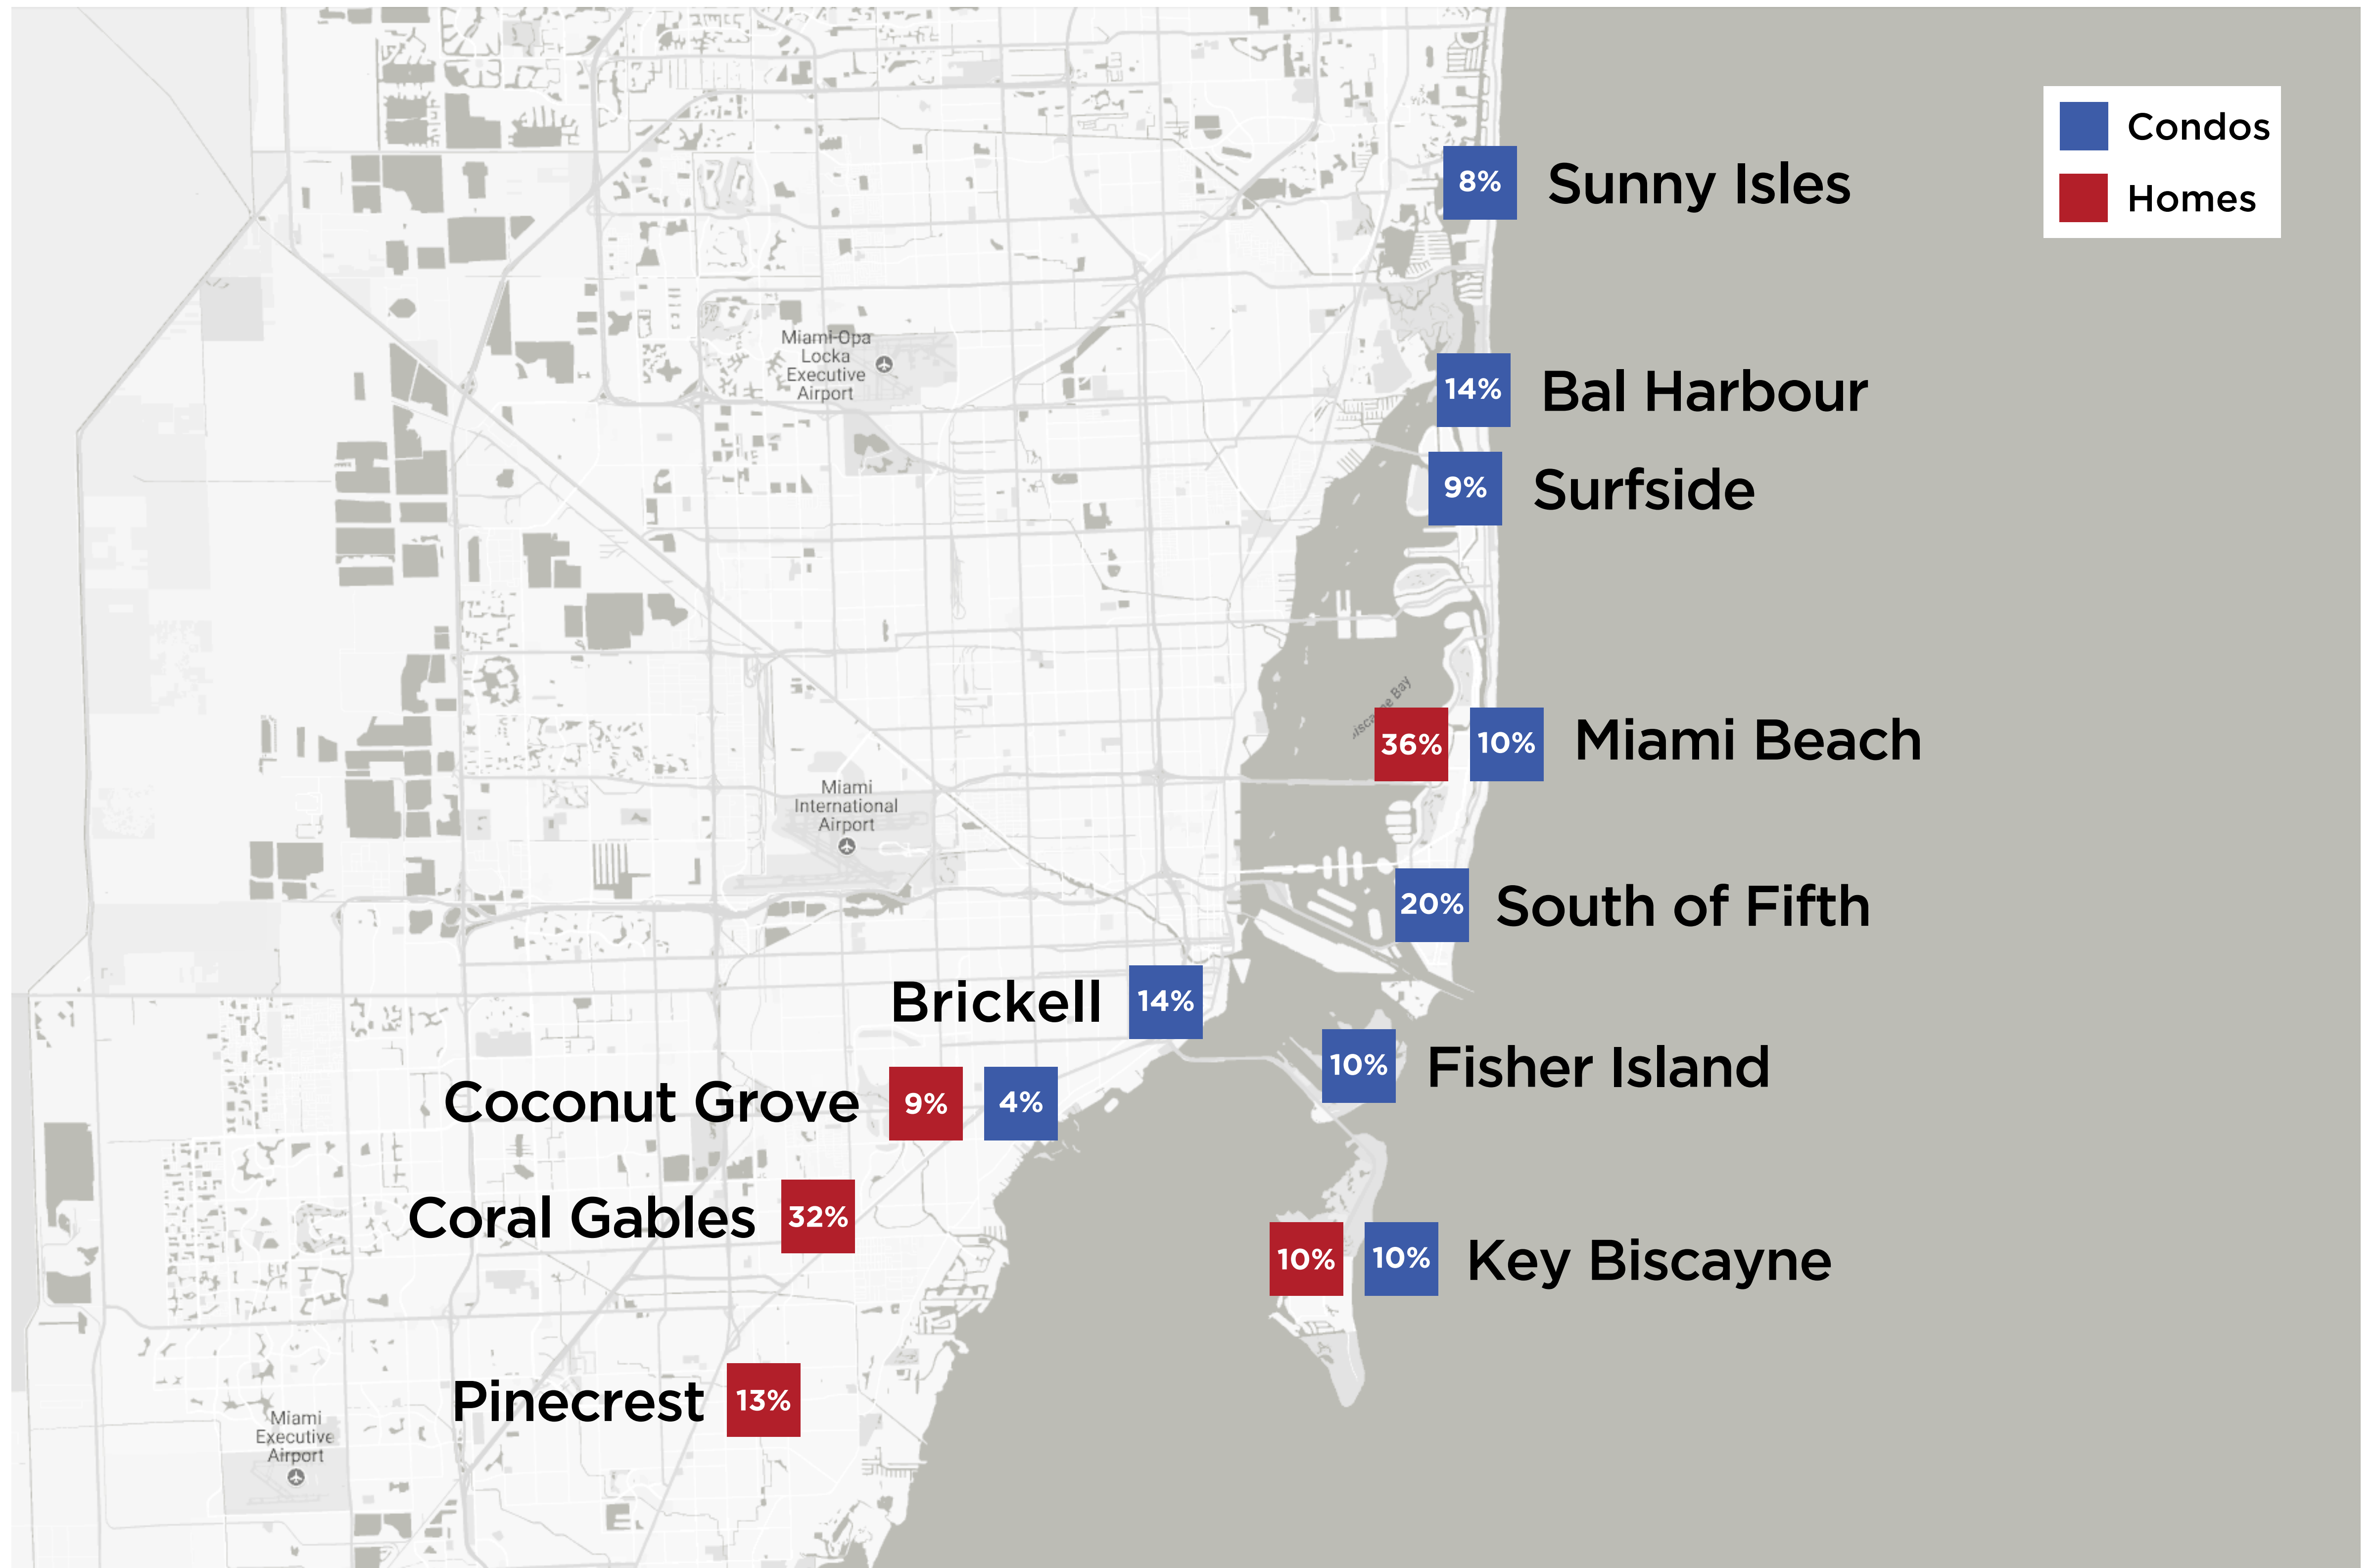 Condos
Homes
8% Sunny Isles
Miami-Opa
Locka
Executive
Airport
14% Bal Harbour
9% Surfside
36% 10% Miami Beach
Miami
International
Airport
20% South of Fifth
Brickell 14%
10% Fisher Island
Coconut Grove 9% 4%
Coral Gables 32%
10% 10% Key Biscayne
Pinecrest 13%
Miami
Executive
Airport